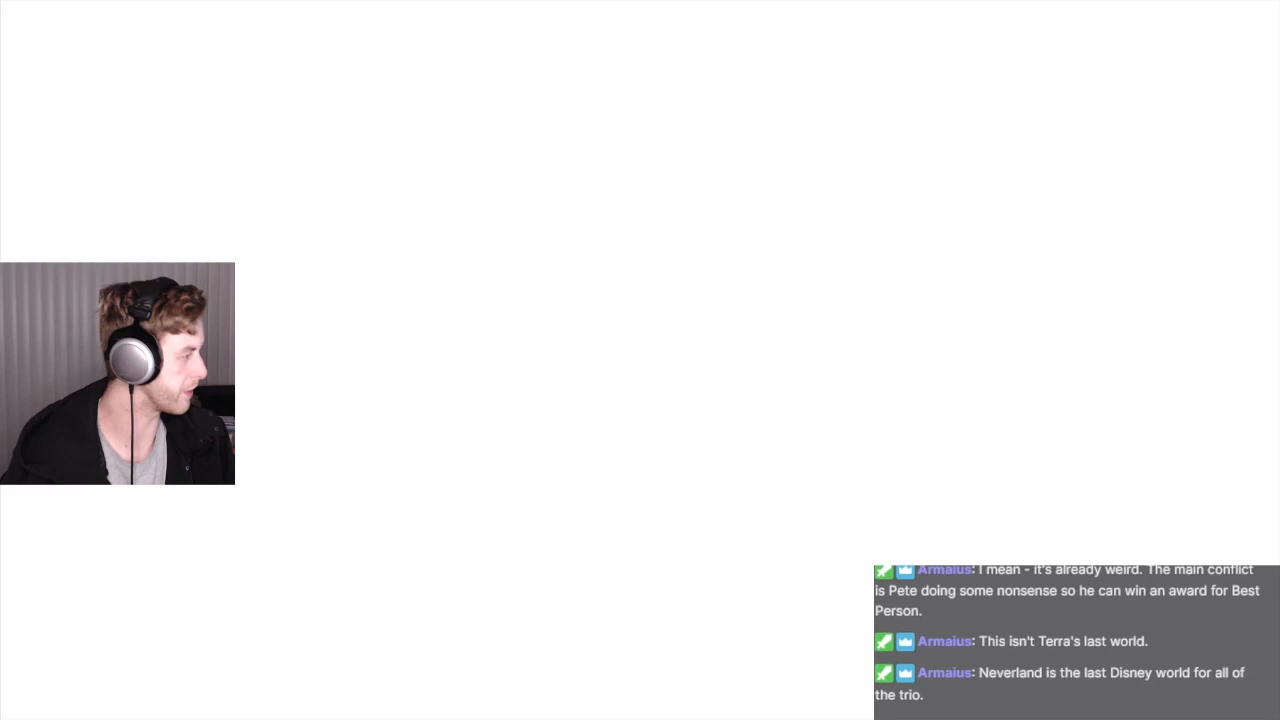 Armaius: I mean - it's already weird. The main conflict
is Pete doing some nonsense so he can win an award for Best
Person.
Armaius: This isn't Terra's last world.
Armaius: Neverland is the last Disney world for all of
the trio.